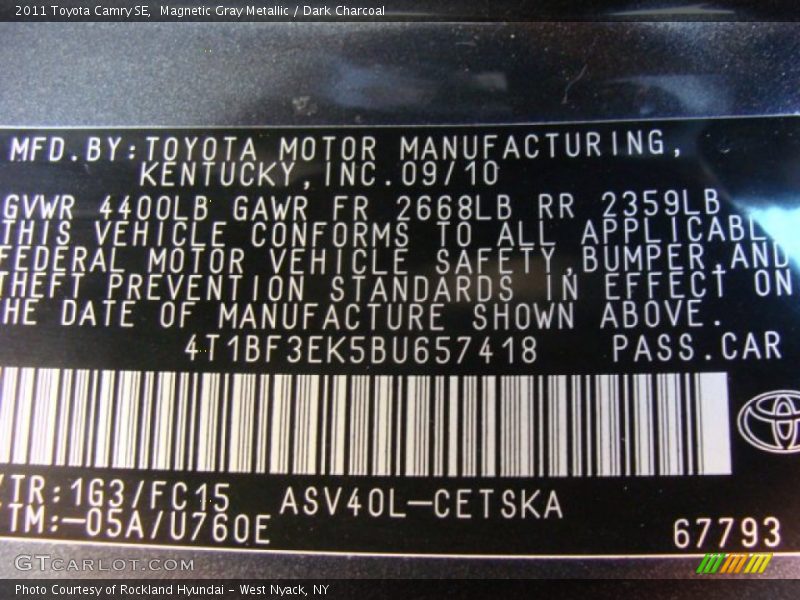 2011 Toyota Camry SE,  Magnetic Gray Metallic / Dark Charcoal
MFD.BY:TOYOTA MOTOR MANUFACTURING,
KENTUCKY,INC.09/10
GVWR 4400LB GAWR FR 2668LB RR 2359LB
THIS VEHICLE CONFORMS TO ALL APPLICABL
FEDERAL MOTOR VEHICLE SAFETY,BUMPER,AND
THEFT PREVENTION STANDARDS IN EFFECT ON
HE DATE OF MANUFACTURE SHOWN ABOVE.
4T1BF3EK5BU657418 PASS.CAR
/TR:1G3/FC15 ASV40L-CETSKA
TM:-05A/U760E
67793
GTCARLOT.COM
Photo Courtesy of Rockland Hyundai - West Nyack, NY